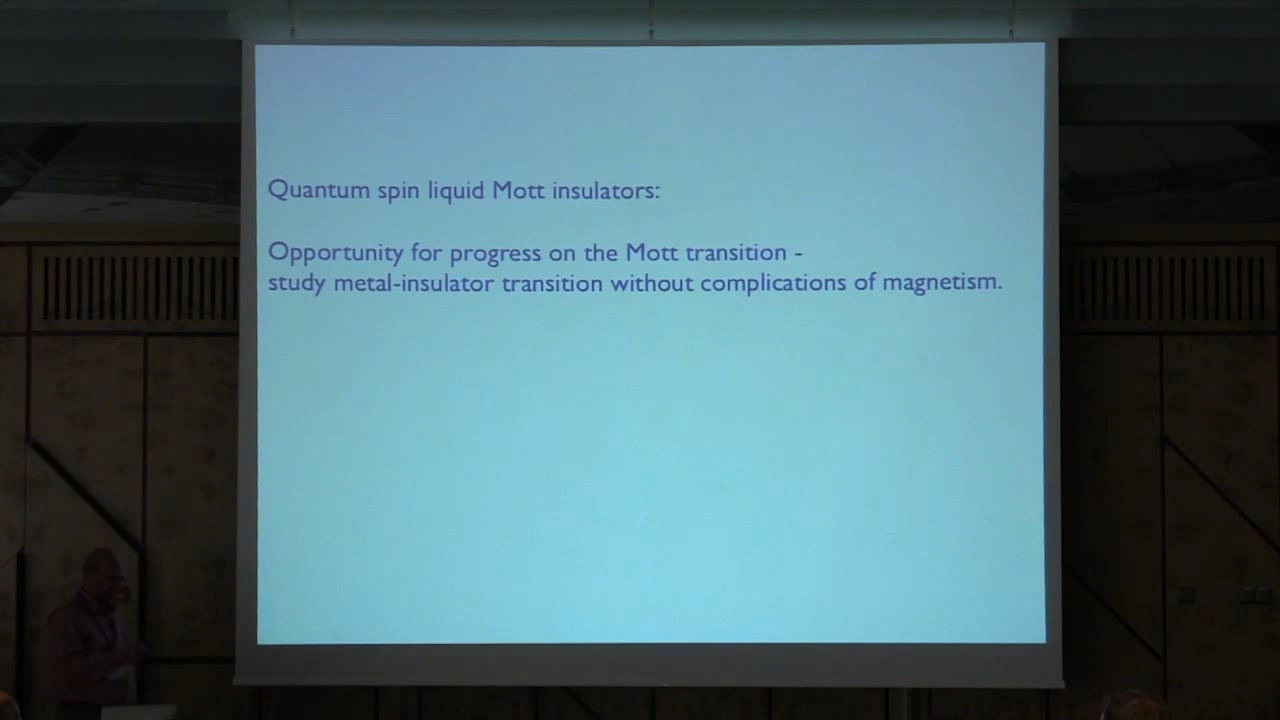 Quantum spin liquid Mott insulators:
Opportunity for progress on the Mott transition -
study metal-insulator transition without complications of magnetism.